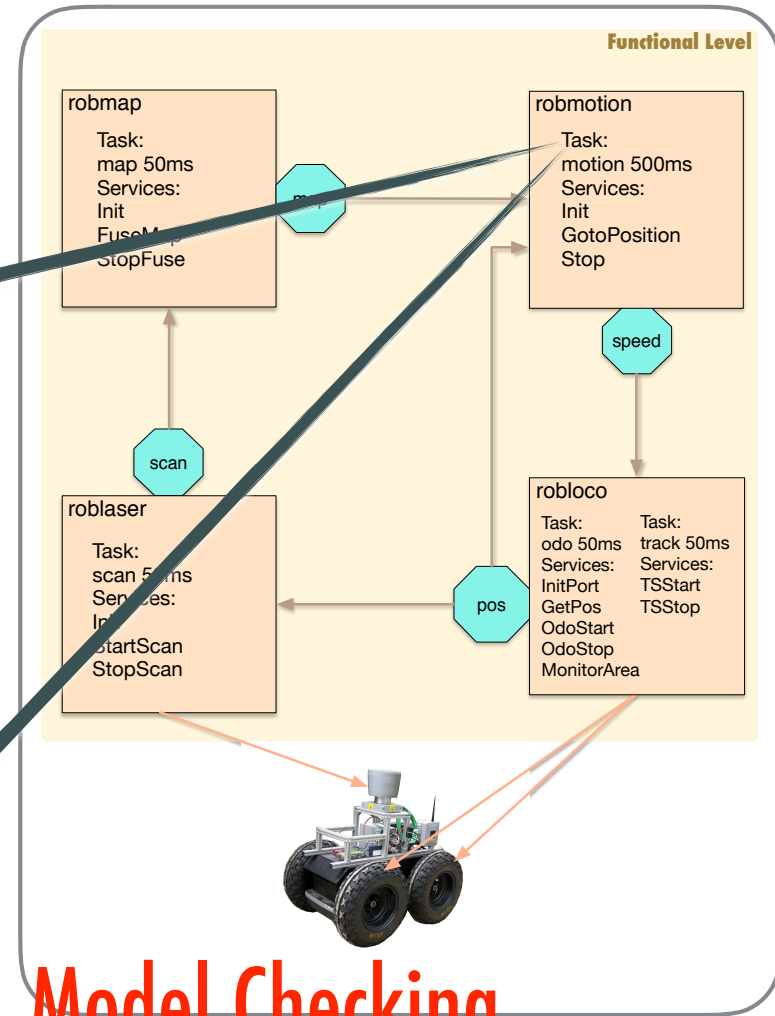 Functional Level
robmap
Task:
map 50ms
Services:
Init
StopFuse
robmotion
Task:
motion 500ms
Services:
Init
GotoPosition
Stop
speed
scan
roblaser
Task:
scan 50ms
Services:
StartScan
StopScan
pos
robloco
Task:
odo 50ms
Services:
InitPort
GetPos
OdoStart
OdoStop
MonitorArea
Task:
track 50ms
Services:
TSStart
TSStop
Model Checking